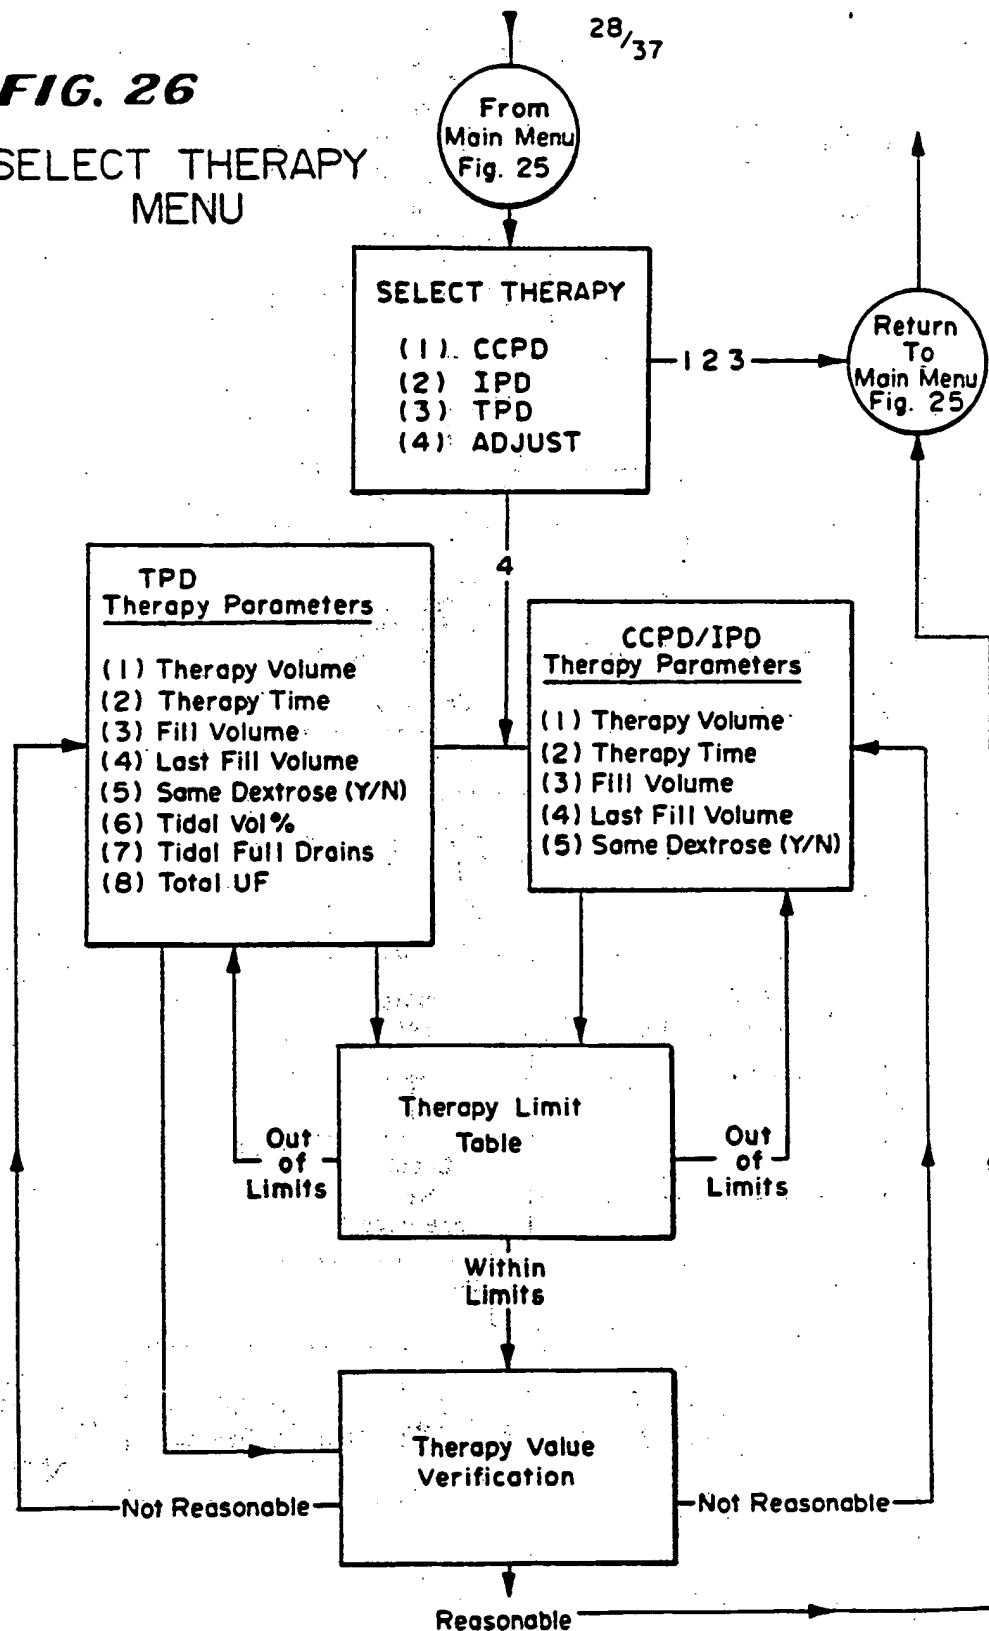 28/37
FIG. 26
SELECT THERAPY
MENU
From
Main Menu
Fig. 25
SELECT THERAPY
(1) CCPD
(2) IPD
(3) TPD
(4) ADJUST
1 2 3
Return
To
Main Menu
Fig. 25
4
TPD
Therapy Parameters
(1) Therapy Volume
(2) Therapy Time
(3) Fill Volume
(4) Last Fill Volume
(5) Same Dextrose (Y/N)
(6) Tidal Vol%
(7) Tidal Full Drains
(8) Total UF
CCPD/IPD
Therapy Parameters
(1) Therapy Volume
(2) Therapy Time
(3) Fill Volume
(4) Last Fill Volume
(5) Same Dextrose (Y/N)
Therapy Limit
Table
Out
of
Limits
Out
of
Limits
Within
Limits
Therapy Value
Verification
Not Reasonable
Not Reasonable
Reasonable